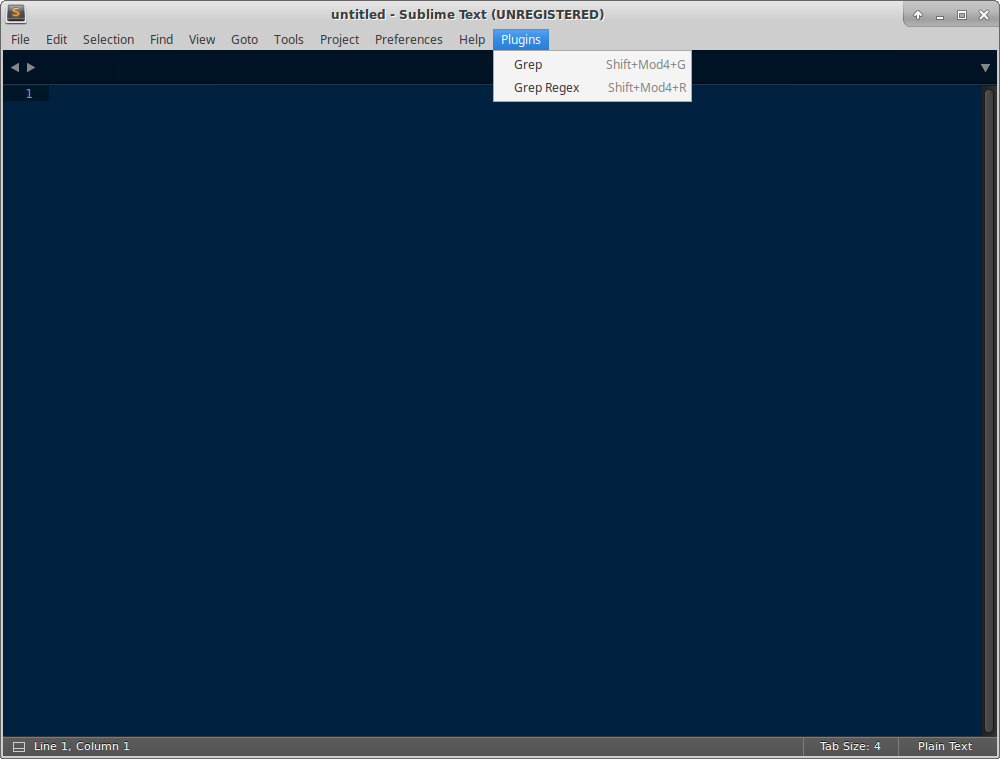 S
untitled - Sublime Text (UNREGISTERED)
File Edit Selection Find View Goto Tools Project Preferences Help Plugins
Grep Shift+Mod4+G
Grep Regex Shift+Mod4+R
1
Line 1, Column 1 Tab Size: 4 Plain Text